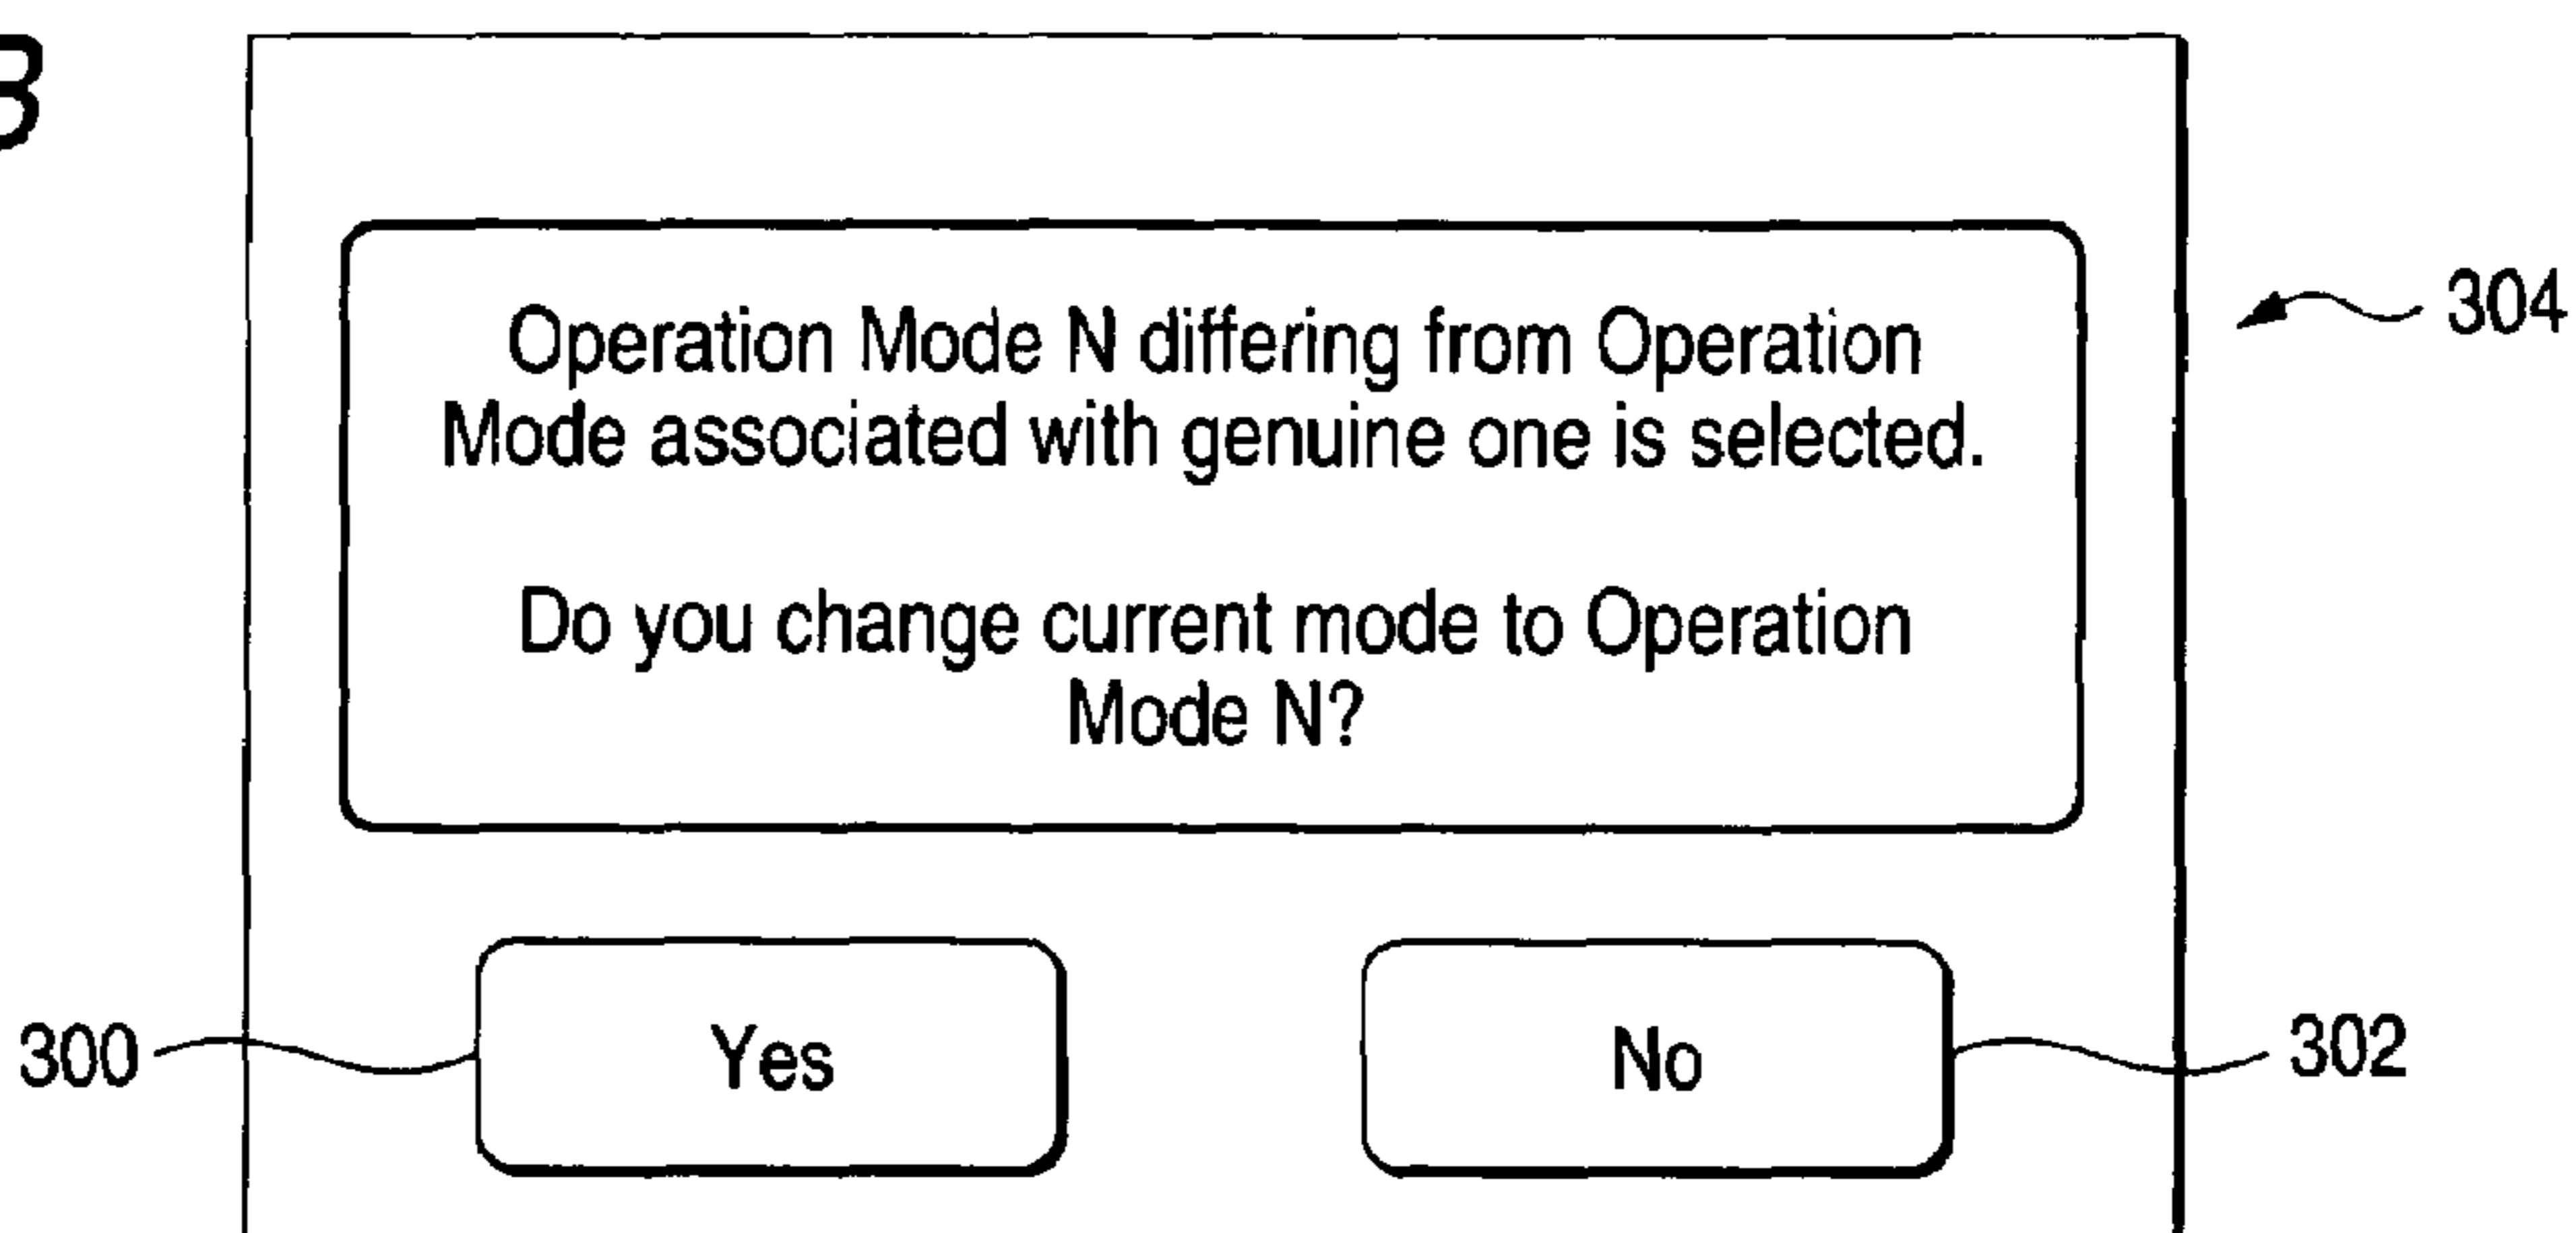 B
Operation Mode N differing from Operation
Mode associated with genuine one is selected.
Do you change current mode to Operation
Mode N?
304
300
Yes
No
302